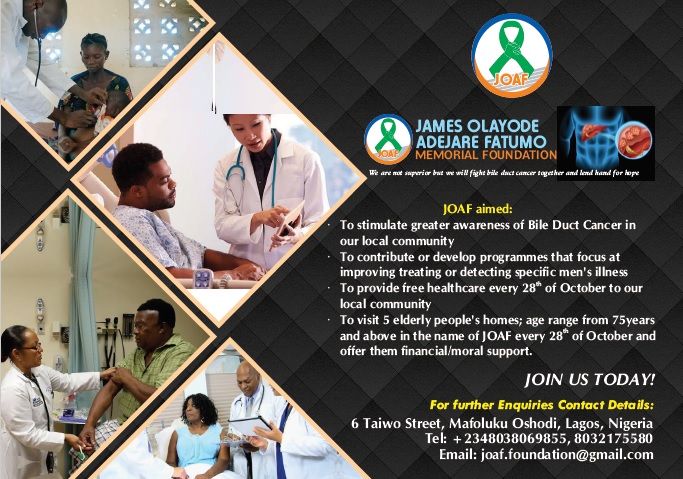 JOAF
JOAF
JAMES OLAYODE
ADEJARE FATUMO
MEMORIAL FOUNDATION
We are not superior but we will fight bile duct cancer together and lend hand for hope
JOAF aimed:
· To stimulate greater awareness of Bile Duct Cancer in
our local community
· To contribute or develop programmes that focus at
improving treating or detecting specific men's illness
· To provide free healthcare every 28th of October to our
local community
· To visit 5 elderly people's homes; age range from 75years
and above in the name of JOAF every 28th of October and
offer them financial/moral support.
JOIN US TODAY!
For further Enquiries Contact Details:
6 Taiwo Street, Mafoluku Oshodi, Lagos, Nigeria
Tel: +2348038069855, 8032175580
Email: joaf.foundation@gmail.com